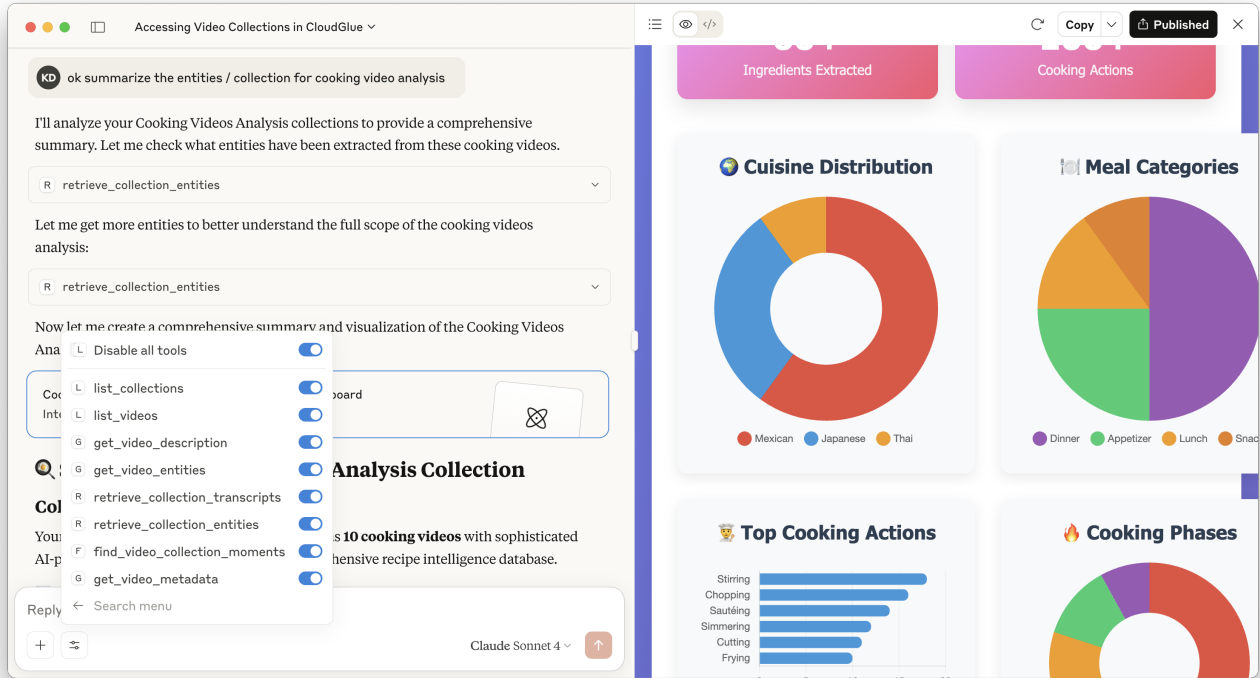 Accessing Video Collections in CloudGlue
KD ok summarize the entities / collection for cooking video analysis
I'll analyze your Cooking Videos Analysis collections to provide a comprehensive
summary. Let me check what entities have been extracted from these cooking videos.
R retrieve_collection_entities
Let me get more entities to better understand the full scope of the cooking videos
analysis:
R retrieve_collection_entities
Now let me create a comprehensive summary and visualization of the Cooking Videos
L Disable all tools
L list_collections
L list_videos
G get_video_description
G get_video_entities
R retrieve_collection_transcripts
R retrieve_collection_entities
F find_video_collection_moments
G get_video_metadata
Search menu
Analysis Collection
10 cooking videos with sophisticated
recipe intelligence database.
Reply
Claude Sonnet 4
Copy
Published
Ingredients Extracted
Cooking Actions
Cuisine Distribution
Mexican Japanese Thai
Meal Categories
Dinner Appetizer Lunch
Top Cooking Actions
Stirring
Chopping
Sautéing
Simmering
Cutting
Frying
Cooking Phases